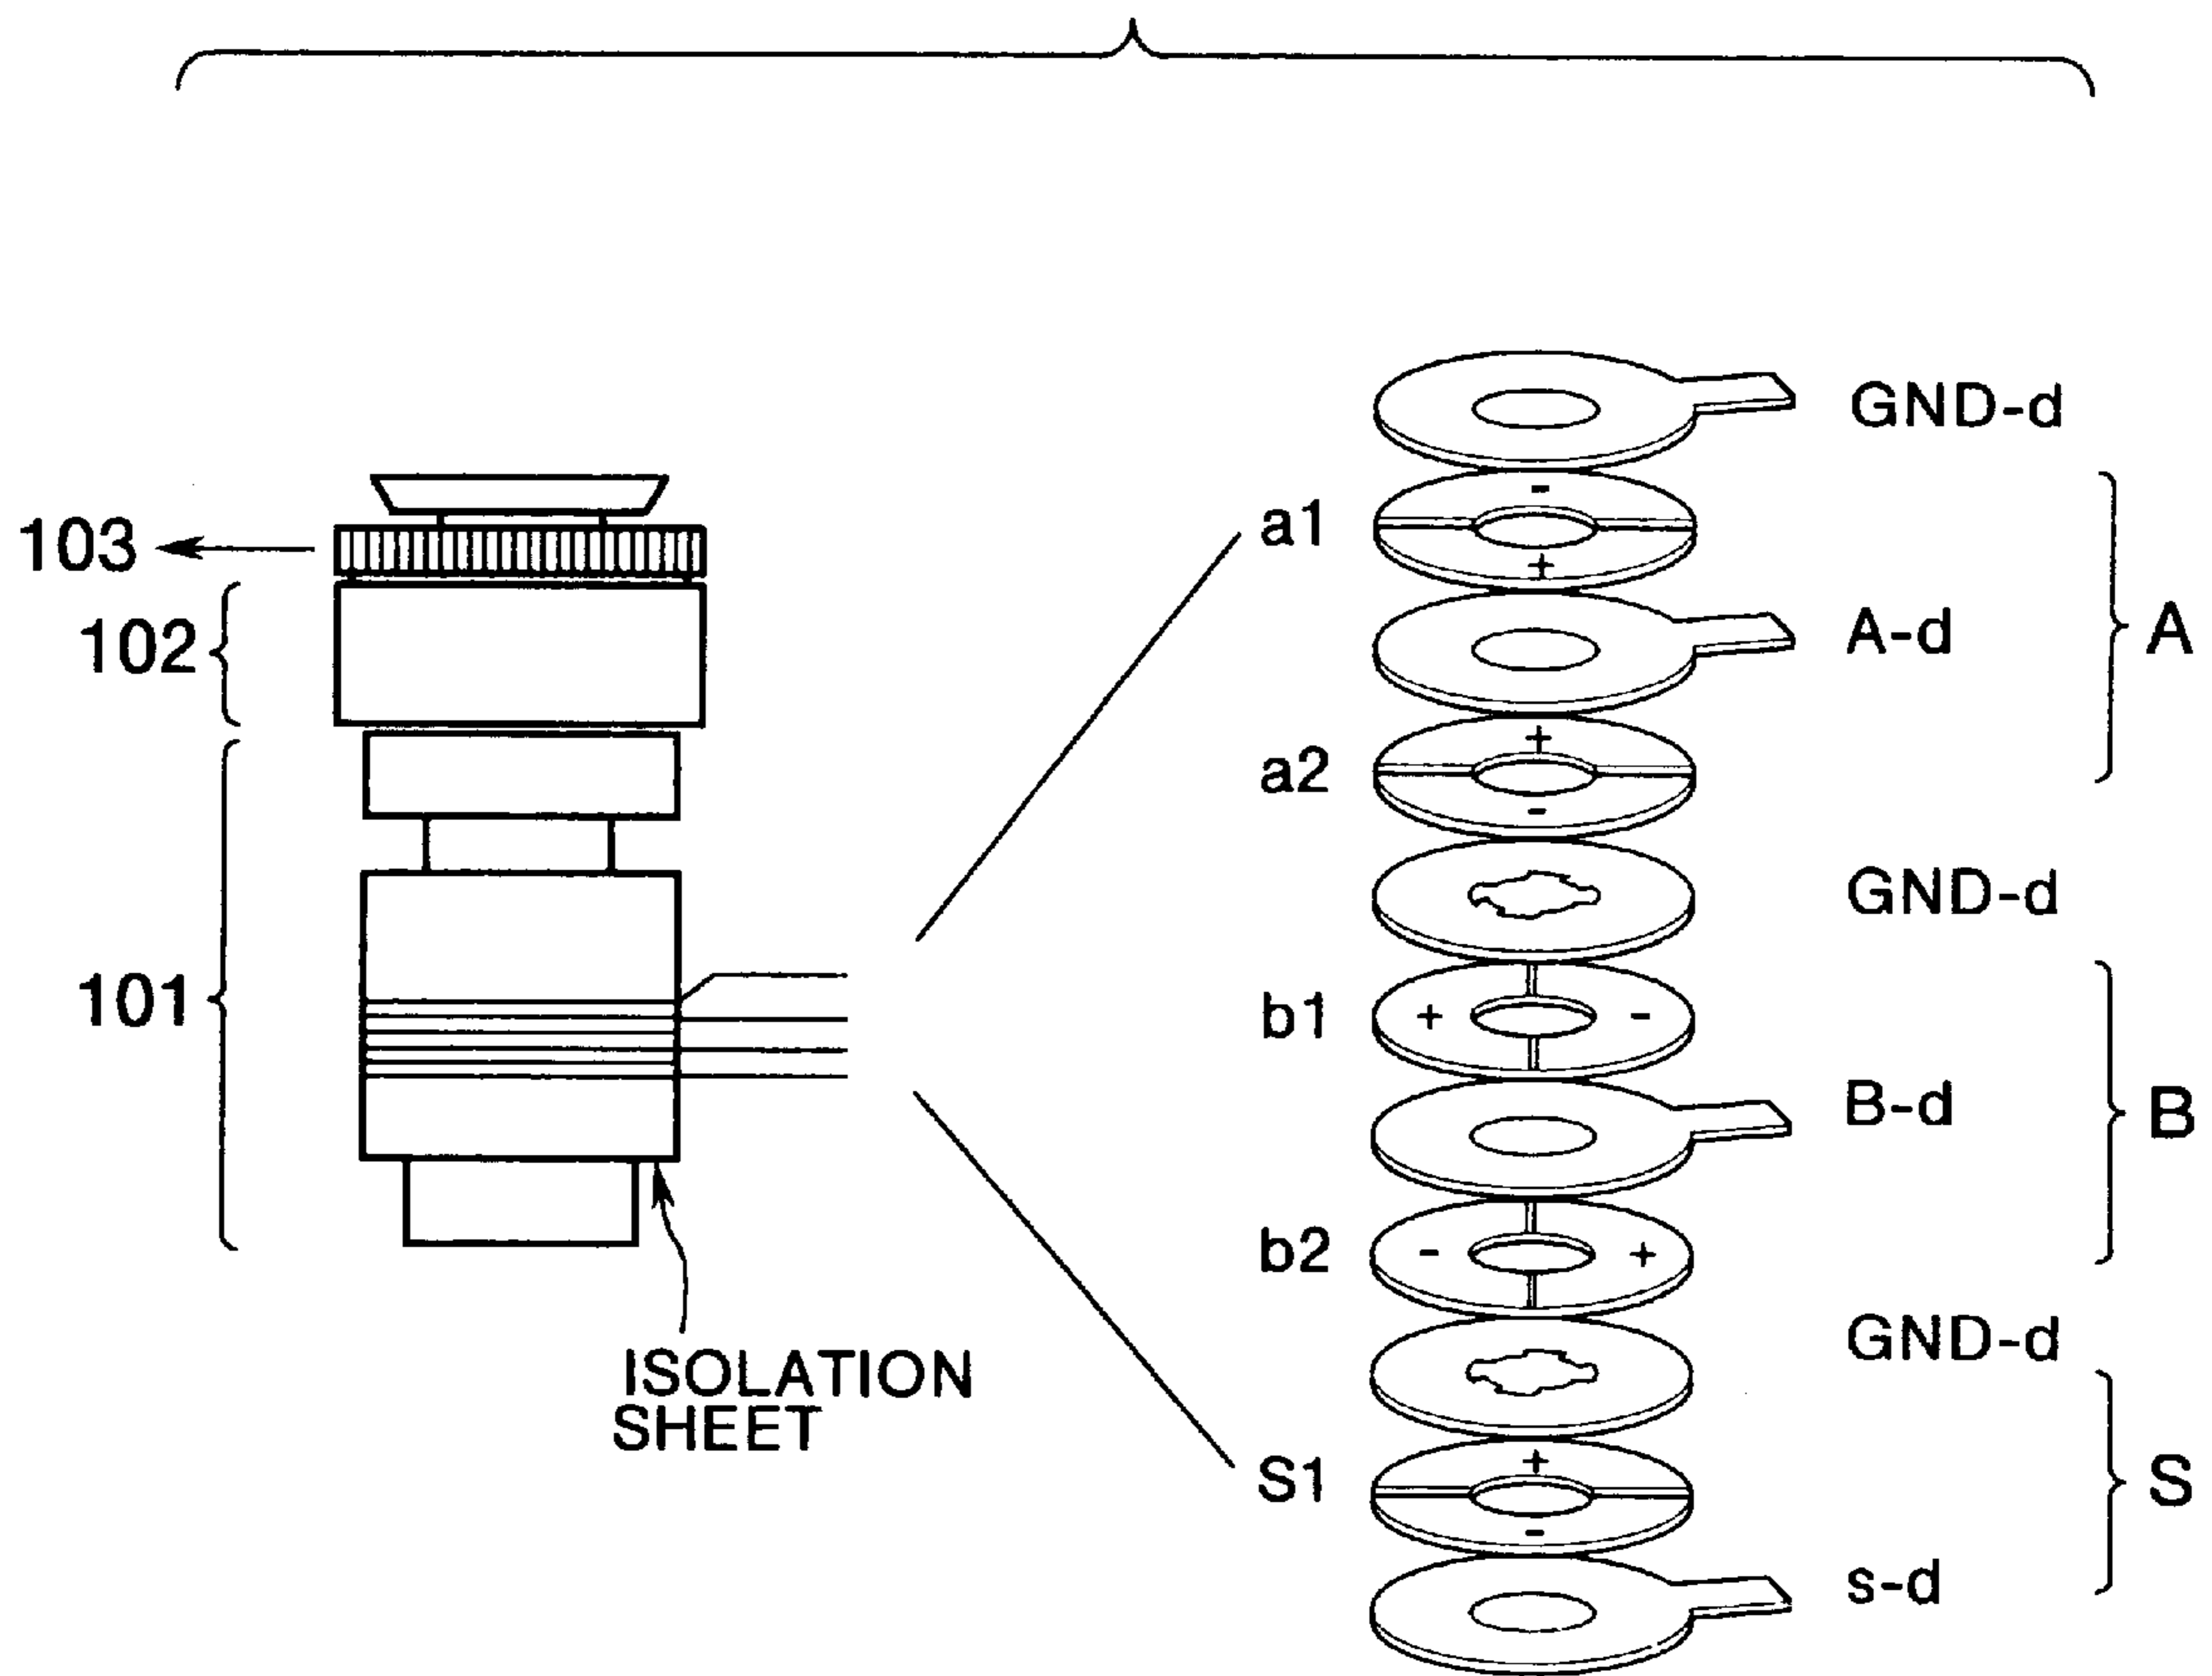 103
102
101
ISOLATION
SHEET
GND-d
a1
-
+
A-d
A
a2
+
-
GND-d
b1
+ -
B-d
B
b2
- +
GND-d
S1
+
-
S
s-d